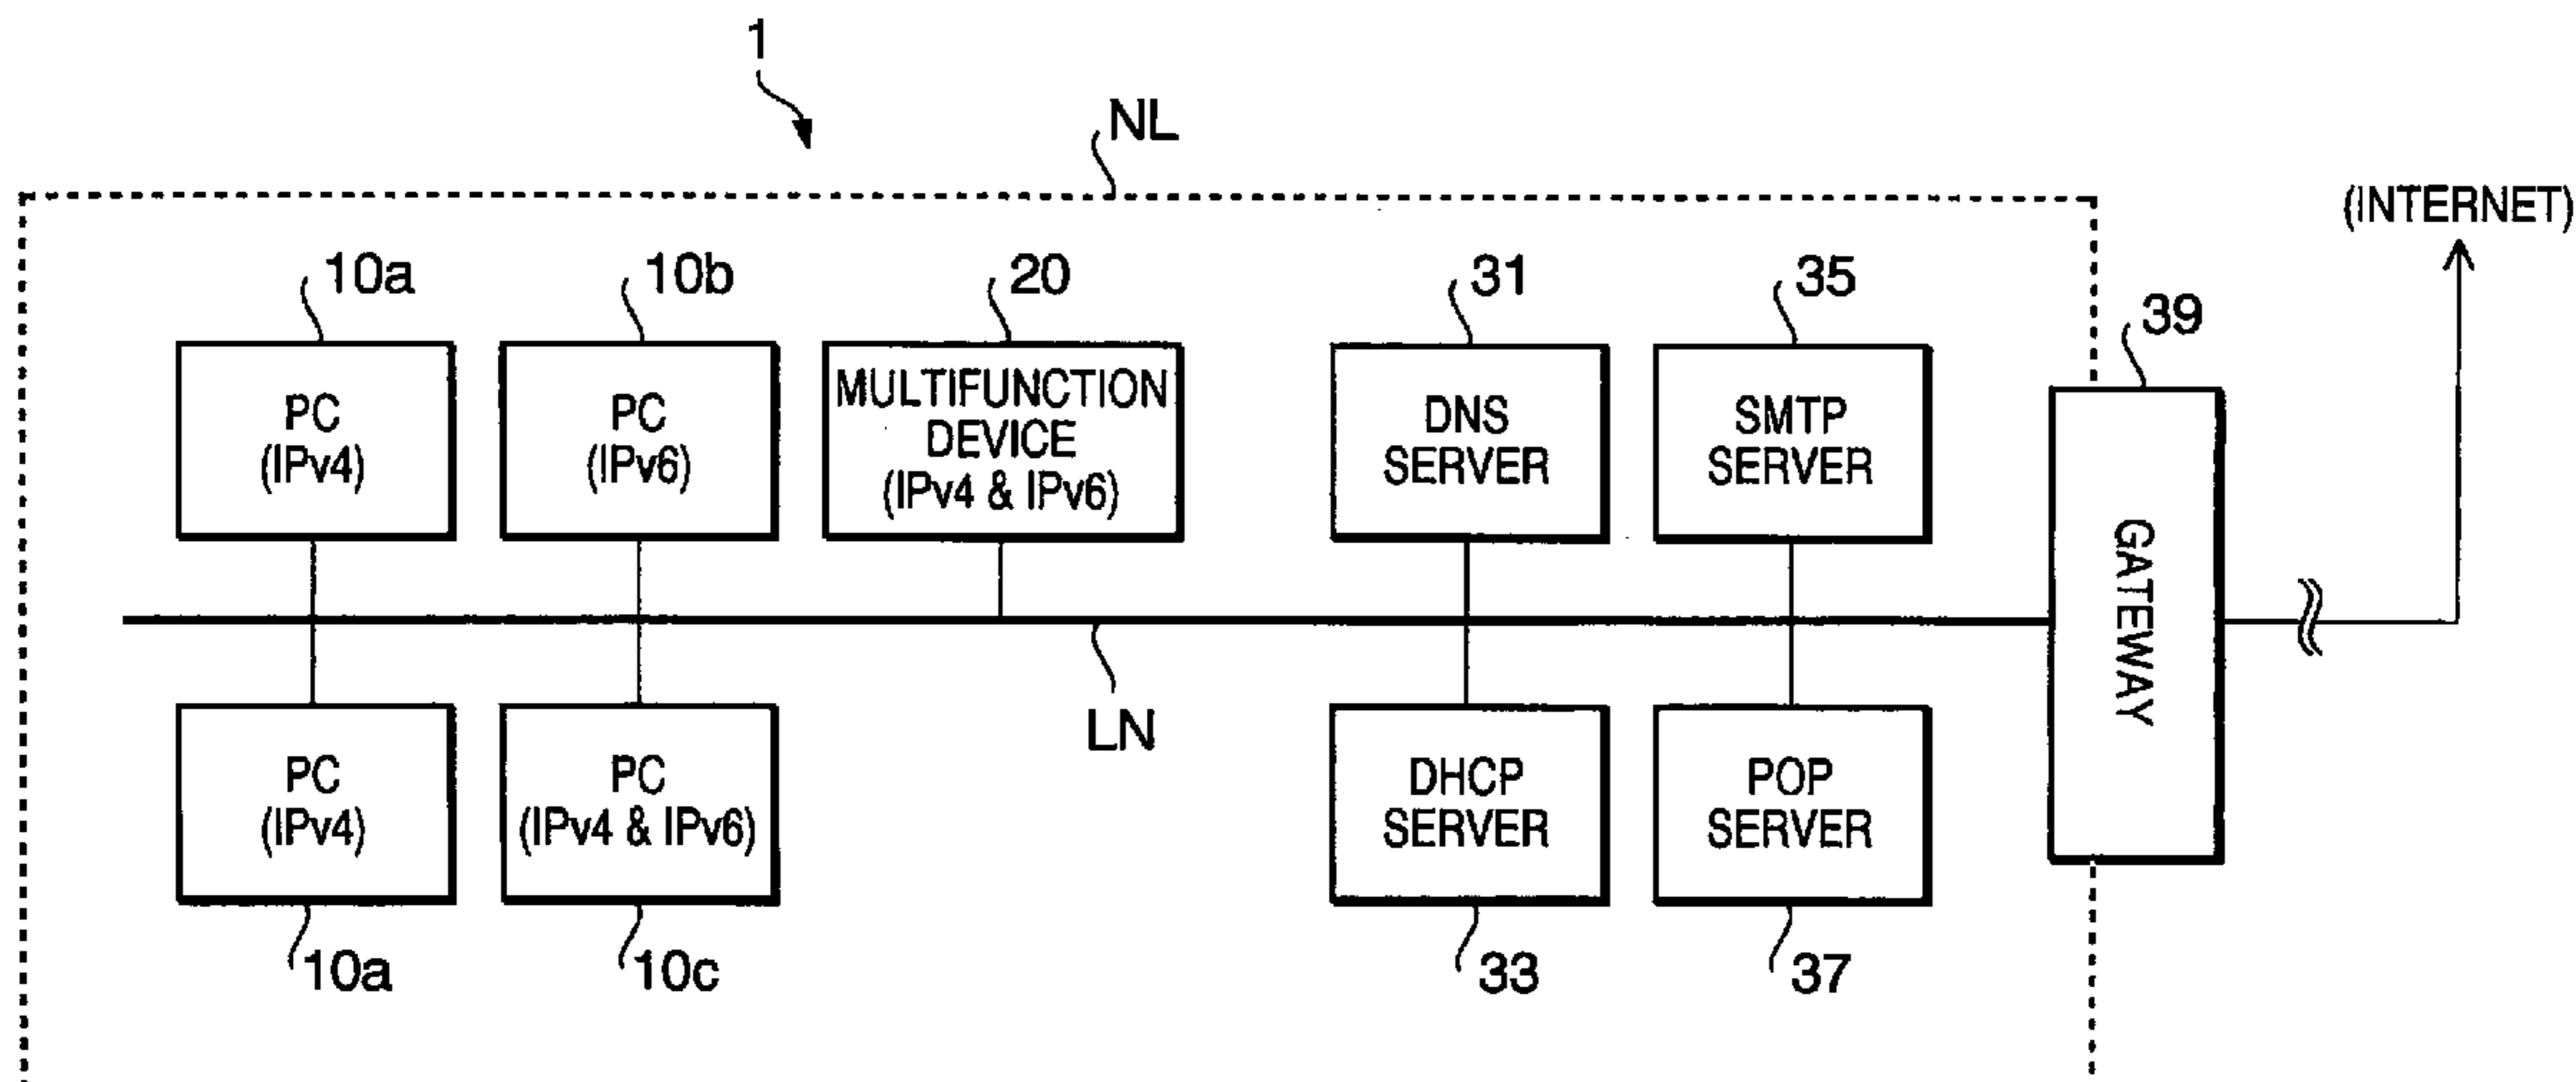 1
NL
(INTERNET)
10a
10b
20
31
35
39
PC
(IPv4)
PC
(IPv6)
MULTIFUNCTION
DEVICE
(IPv4 & IPv6)
DNS
SERVER
SMTP
SERVER
GATEWAY
LN
PC
(IPv4)
PC
(IPv4 & IPv6)
DHCP
SERVER
POP
SERVER
10a
10c
33
37